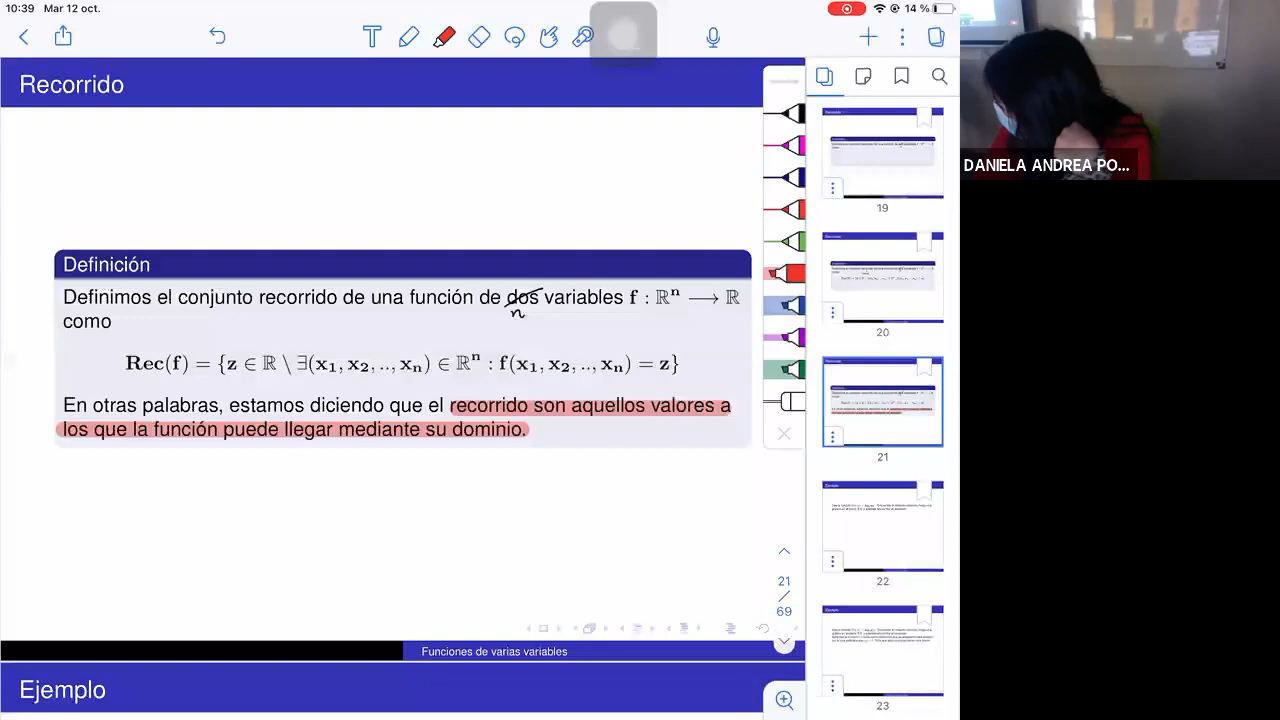 10:39 Mar 12 oct.
14 %
Recorrido
Definición
Definimos el conjunto recorrido de una función de dos variables f : ℝⁿ ⟶ ℝ
n
como
Rec(f) = {z ∈ ℝ \ ∃(x₁, x₂, .., xₙ) ∈ ℝⁿ : f(x₁, x₂, .., xₙ) = z}
En otras palabras, estamos diciendo que el recorrido son aquellos valores a
los que la función puede llegar mediante su dominio.
21
/
69
Funciones de varias variables
Ejemplo
19
20
21
22
23
DANIELA ANDREA PO...